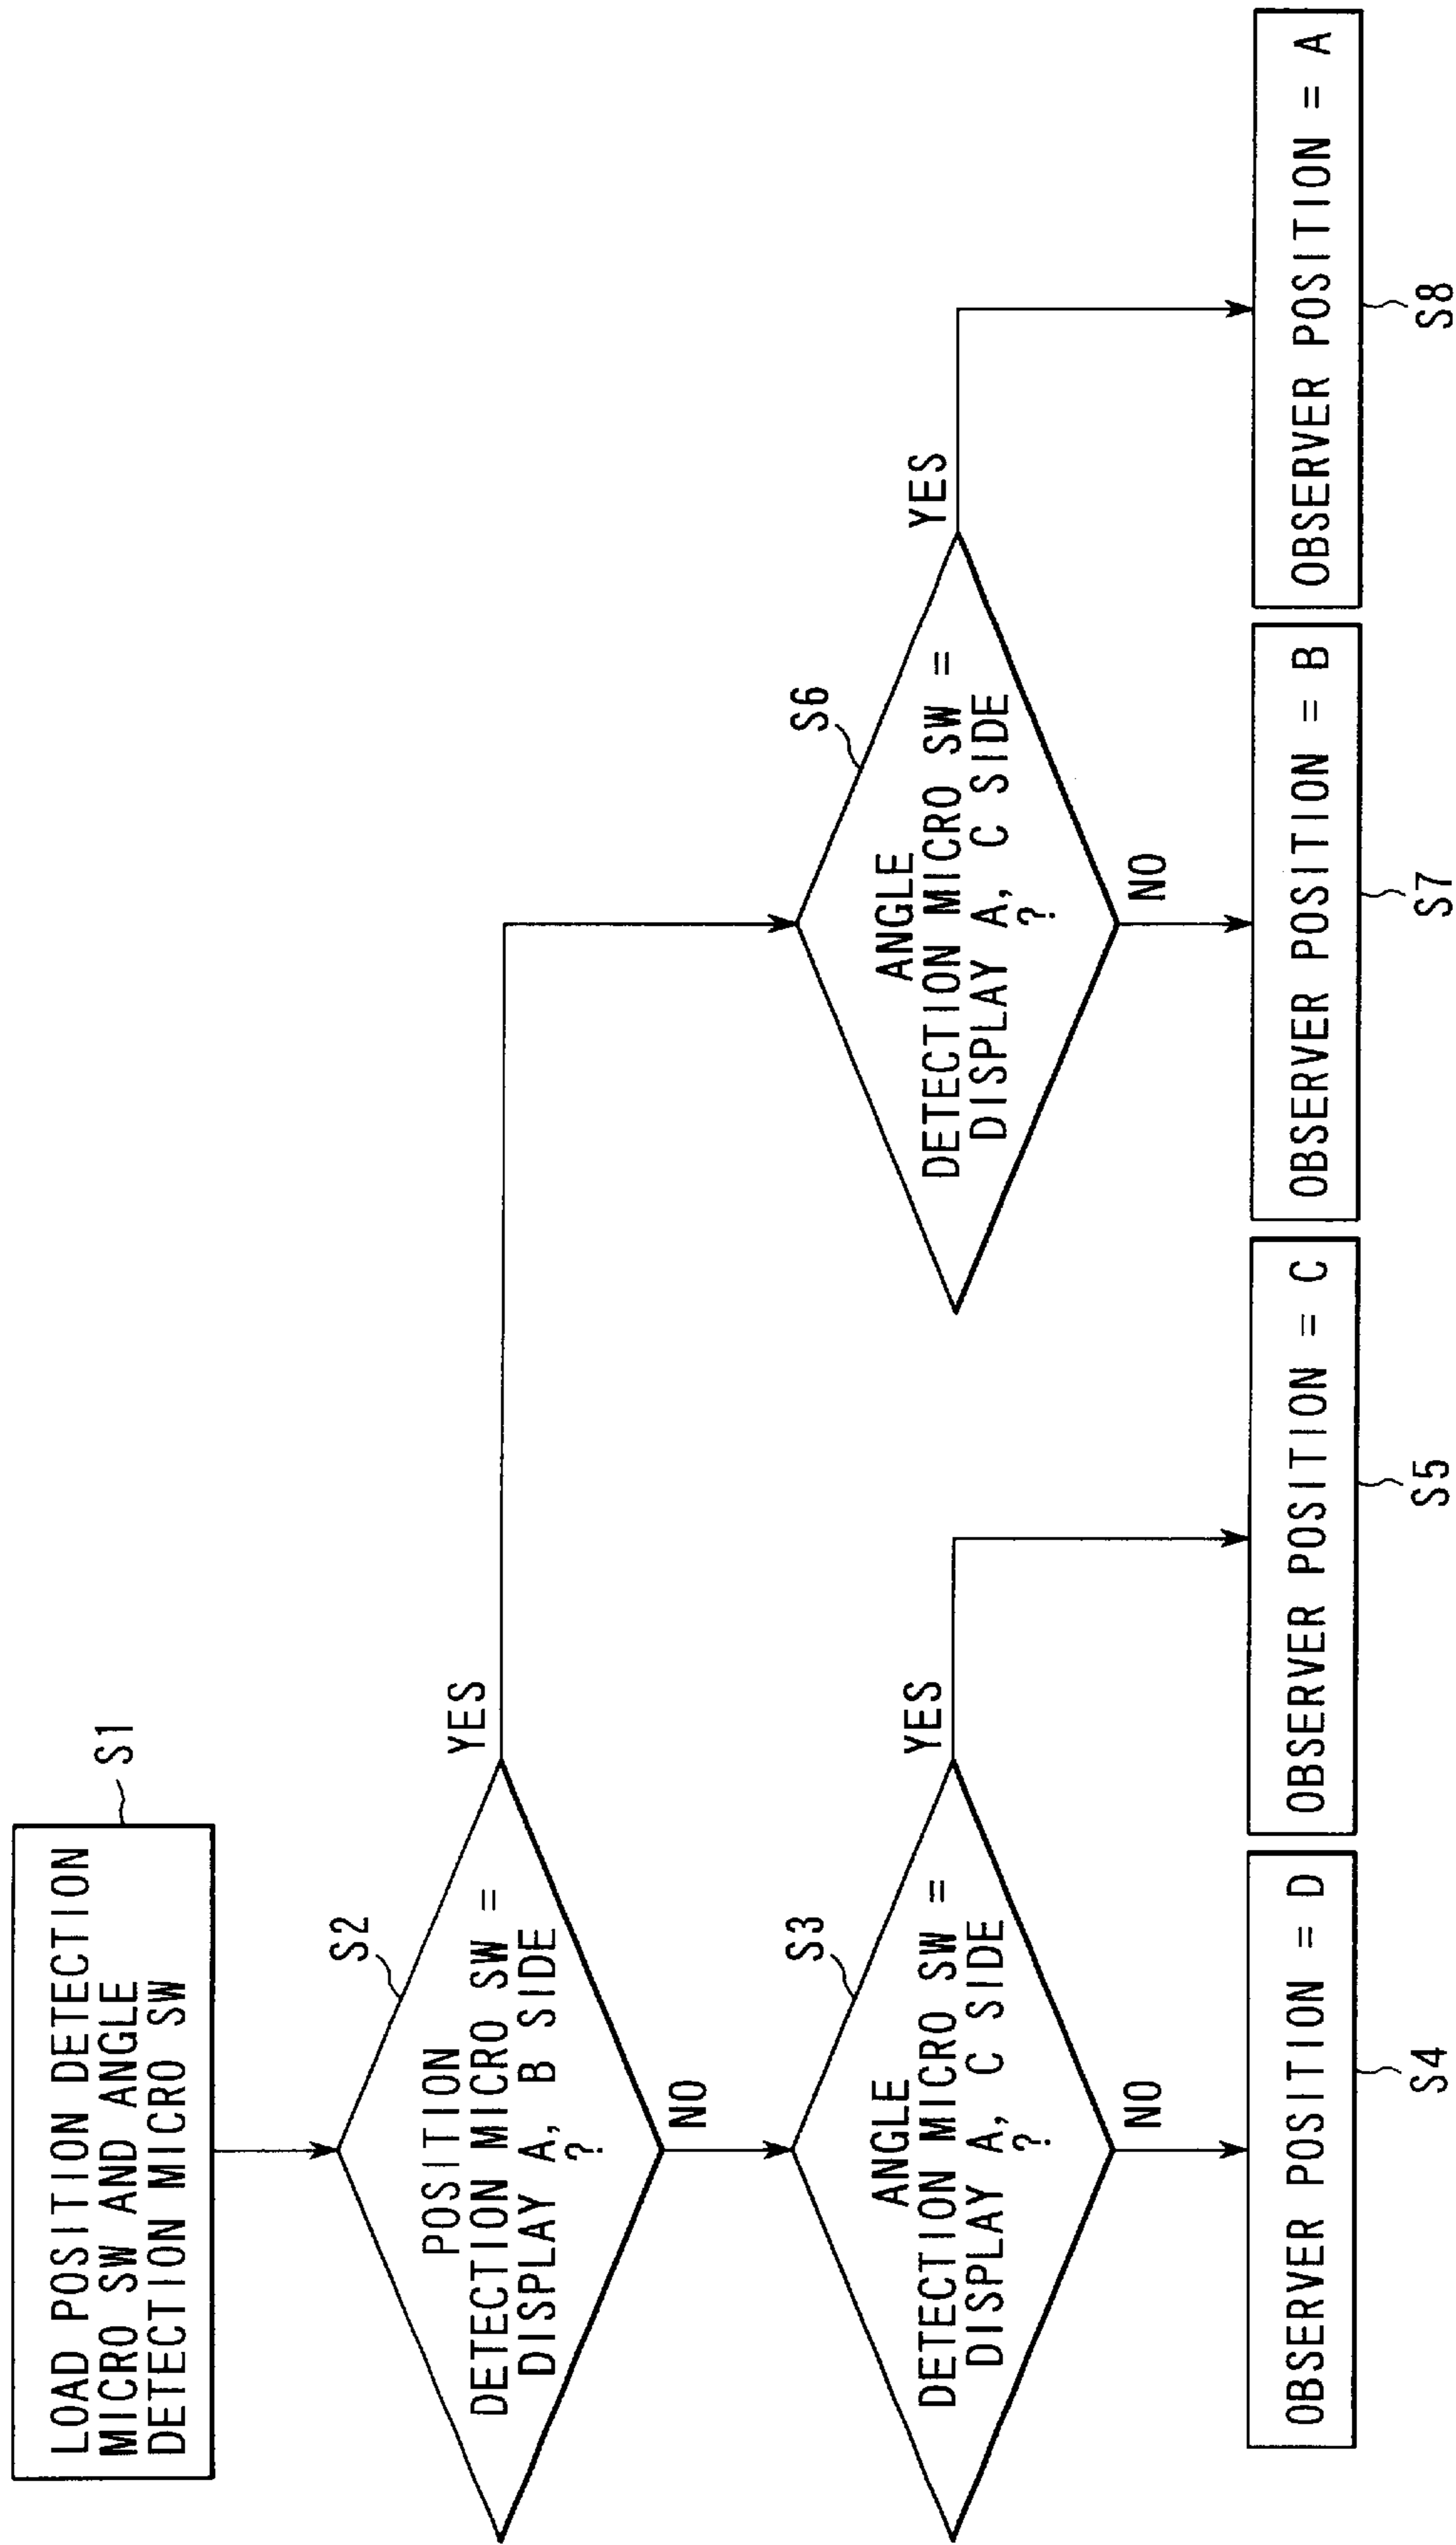 LOAD POSITION DETECTION
MICRO SW AND ANGLE
DETECTION MICRO SW
S1
POSITION
DETECTION MICRO SW =
DISPLAY A, B SIDE
?
S2
YES
NO
ANGLE
DETECTION MICRO SW =
DISPLAY A, C SIDE
?
S3
YES
NO
ANGLE
DETECTION MICRO SW =
DISPLAY A, C SIDE
?
S6
YES
NO
OBSERVER POSITION = D
S4
OBSERVER POSITION = C
S5
OBSERVER POSITION = B
S7
OBSERVER POSITION = A
S8